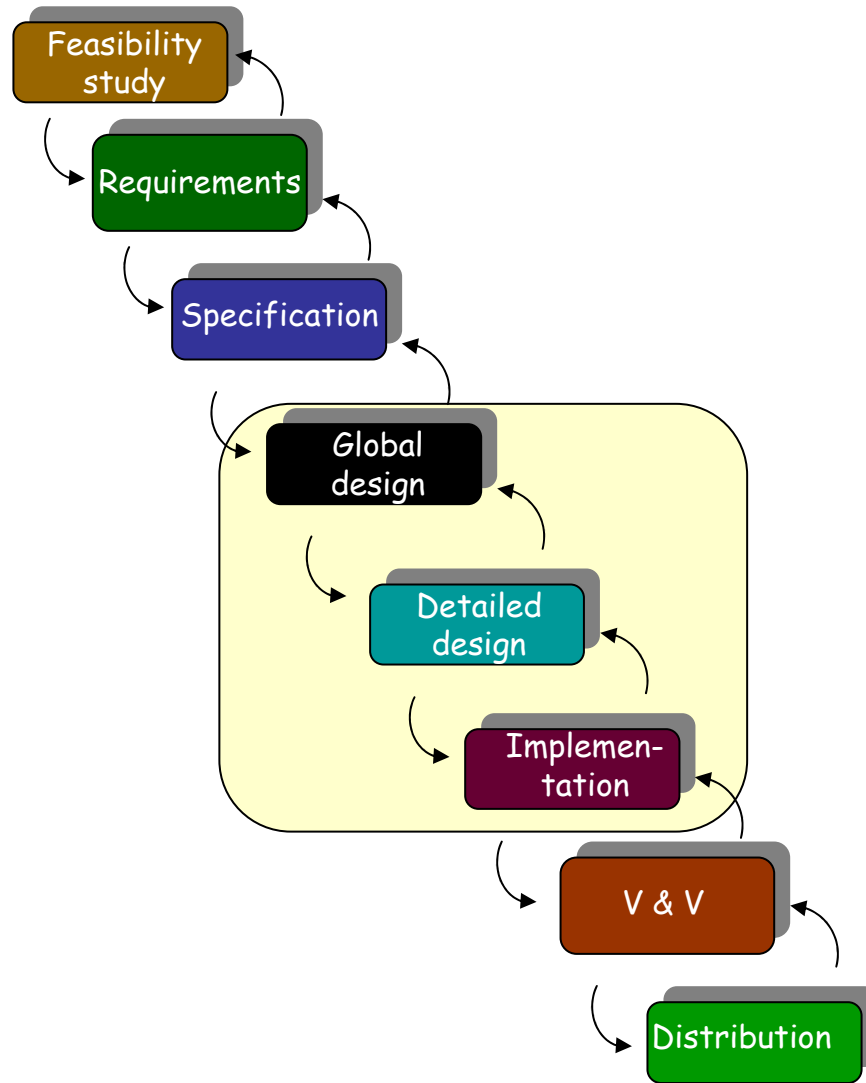 Feasibility
study
Requirements
Specification
Global
design
Detailed
design
Implemen-
tation
V & V
Distribution